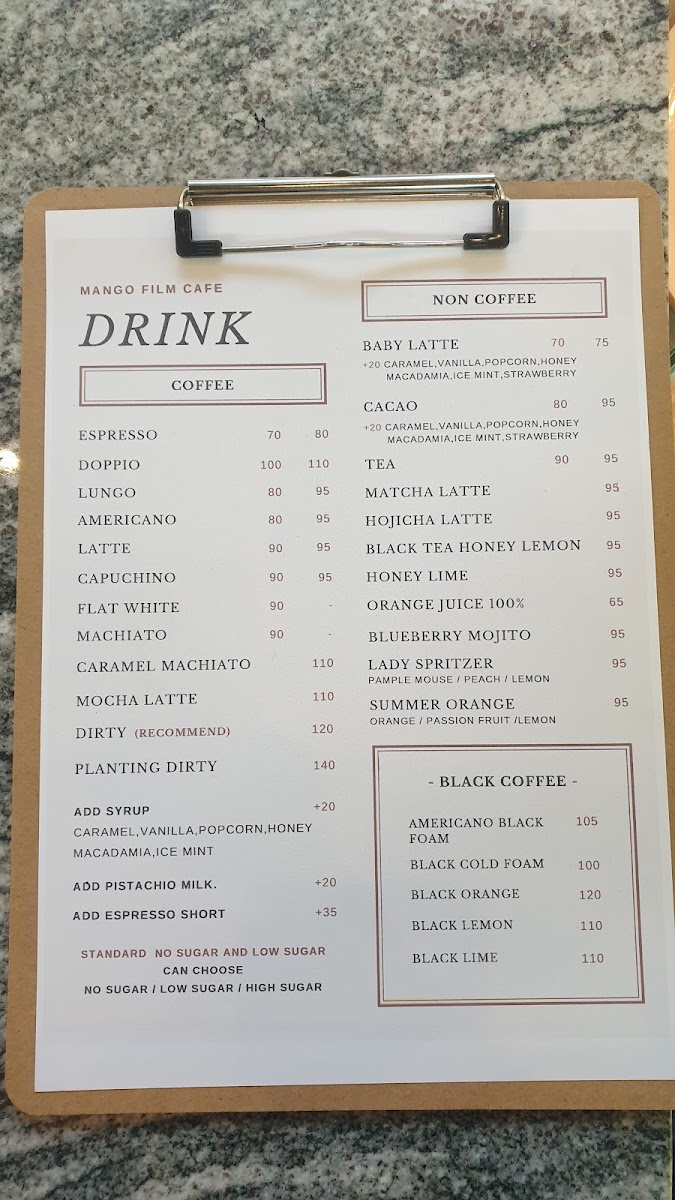 MANGO FILM CAFE
DRINK
COFFEE
ESPRESSO 70 80
DOPPIO 100 110
LUNGO 80 95
AMERICANO 80 95
LATTE 90 95
CAPUCHINO 90 95
FLAT WHITE 90 -
MACHIATO 90 -
CARAMEL MACHIATO 110
MOCHA LATTE 110
DIRTY (RECOMMEND) 120
PLANTING DIRTY 140
ADD SYRUP +20
CARAMEL,VANILLA,POPCORN,HONEY
MACADAMIA,ICE MINT
ADD PISTACHIO MILK. +20
ADD ESPRESSO SHORT +35
STANDARD NO SUGAR AND LOW SUGAR
CAN CHOOSE
NO SUGAR / LOW SUGAR / HIGH SUGAR
NON COFFEE
BABY LATTE 70 75
+20 CARAMEL,VANILLA,POPCORN,HONEY
MACADAMIA,ICE MINT,STRAWBERRY
CACAO 80 95
+20 CARAMEL,VANILLA,POPCORN,HONEY
MACADAMIA,ICE MINT,STRAWBERRY
TEA 90 95
MATCHA LATTE 95
HOJICHA LATTE 95
BLACK TEA HONEY LEMON 95
HONEY LIME 95
ORANGE JUICE 100% 65
BLUEBERRY MOJITO 95
LADY SPRITZER 95
PAMPLE MOUSE / PEACH / LEMON
SUMMER ORANGE 95
ORANGE / PASSION FRUIT /LEMON
- BLACK COFFEE -
AMERICANO BLACK 105
FOAM
BLACK COLD FOAM 100
BLACK ORANGE 120
BLACK LEMON 110
BLACK LIME 110